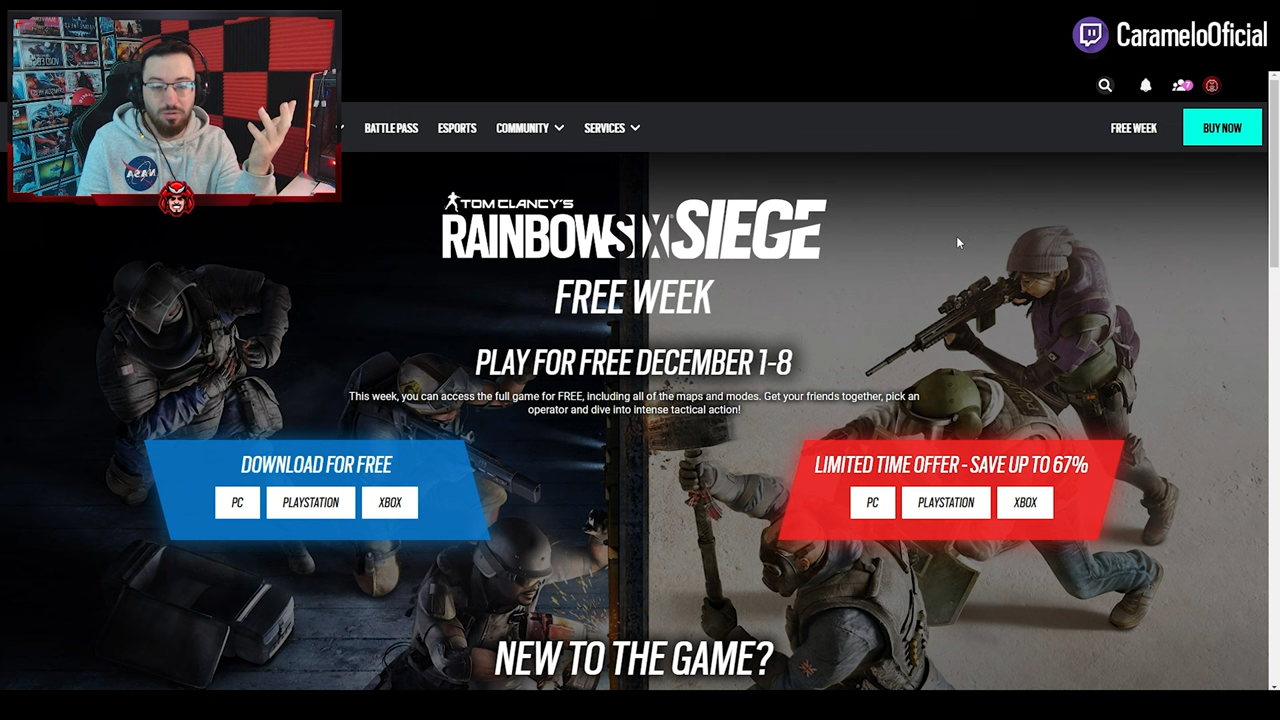 CarameloOficial
BATTLE PASS
ESPORTS
COMMUNITY
SERVICES
FREE WEEK
BUY NOW
TOM CLANCY'S
RAINBOWSIX SIEGE
FREE WEEK
PLAY FOR FREE DECEMBER 1-8
This week, you can access the full game for FREE, including all of the maps and modes. Get your friends together, pick an
operator and dive into intense tactical action!
DOWNLOAD FOR FREE
PC
PLAYSTATION
XBOX
LIMITED TIME OFFER - SAVE UP TO 67%
PC
PLAYSTATION
XBOX
NEW TO THE GAME?
NASA